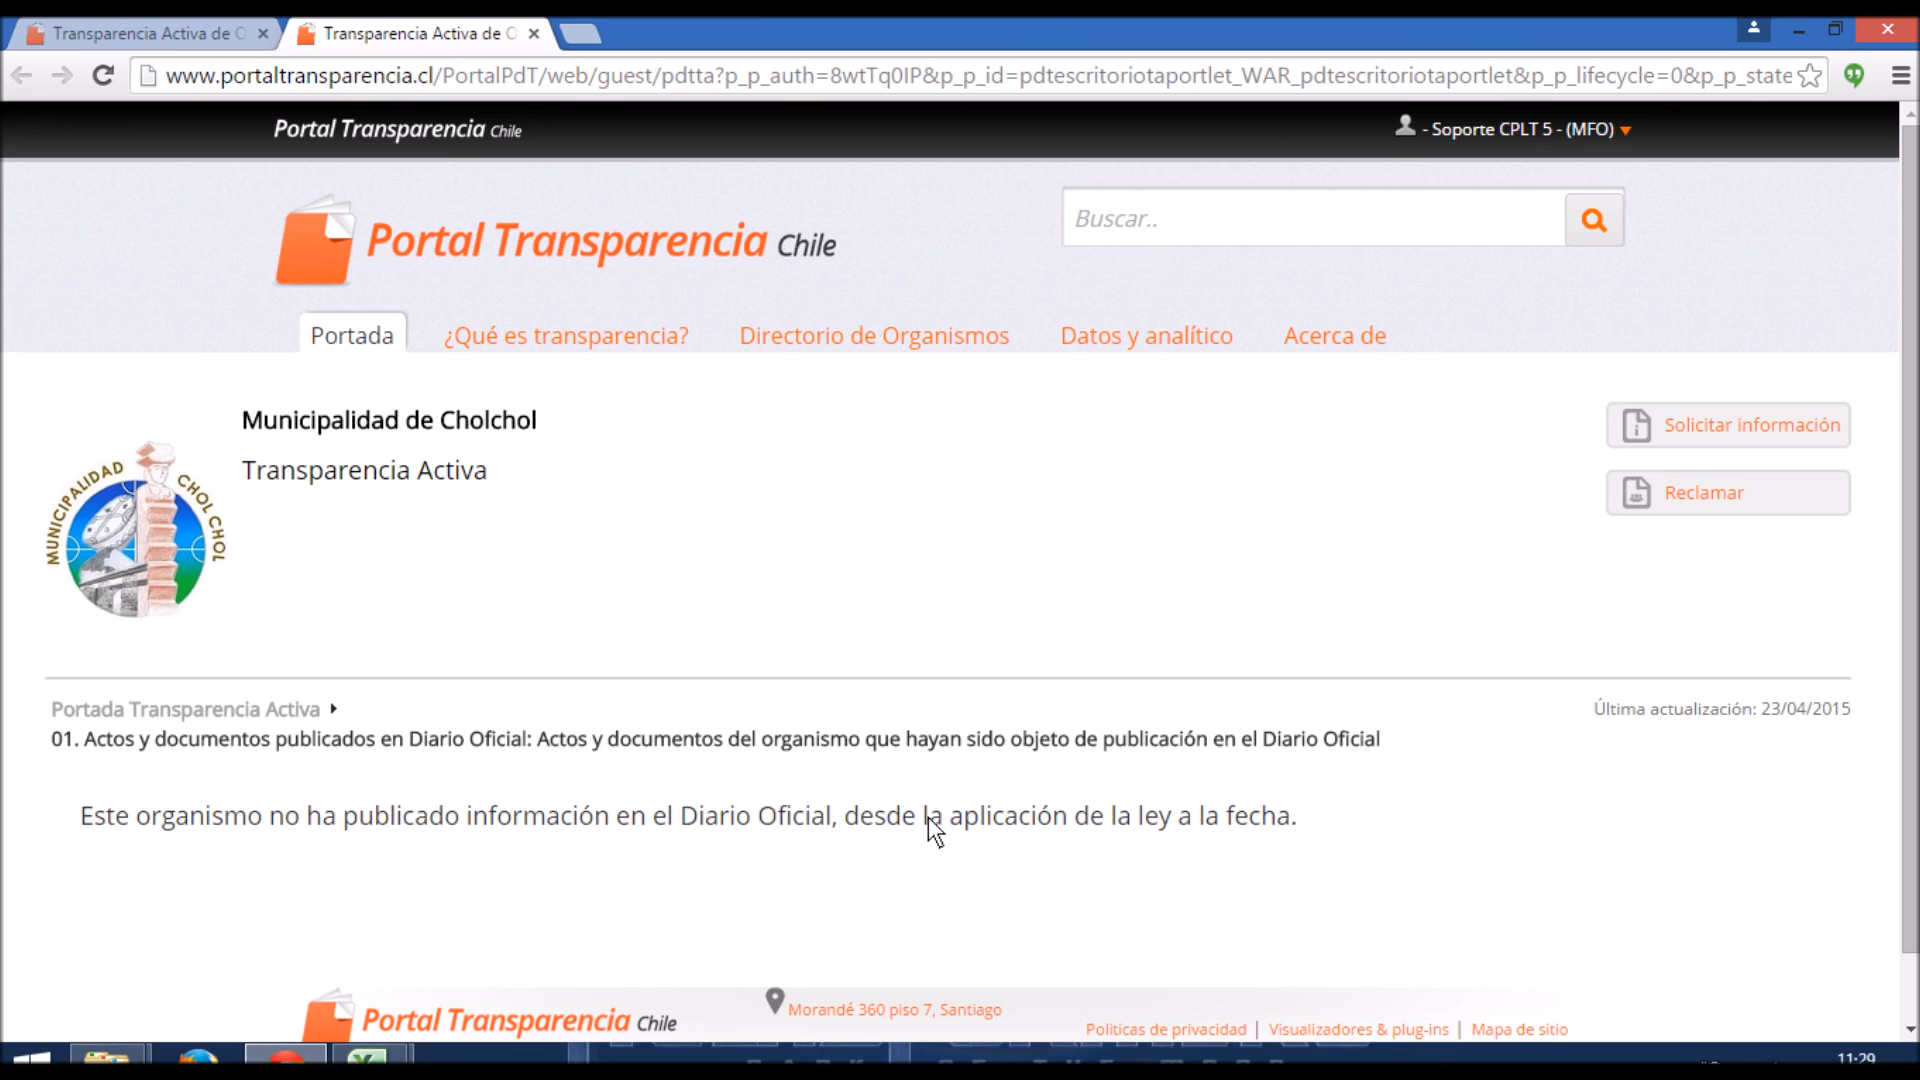 Transparencia Activa de C
Transparencia Activa de C
www.portaltransparencia.cl/PortalPdT/web/guest/pdtta?p_p_auth=8wtTq0IP&p_p_id=pdtescritoriotaportlet_WAR_pdtescritoriotaportlet&p_p_lifecycle=0&p_p_state
Portal Transparencia Chile
- Soporte CPLT 5 - (MFO)
Portal Transparencia Chile
Buscar..
Portada ¿Qué es transparencia? Directorio de Organismos Datos y analítico Acerca de
MUNICIPALIDAD CHOL CHOL
Municipalidad de Cholchol
Transparencia Activa
Solicitar información
Reclamar
Portada Transparencia Activa
Última actualización: 23/04/2015
01. Actos y documentos publicados en Diario Oficial: Actos y documentos del organismo que hayan sido objeto de publicación en el Diario Oficial
Este organismo no ha publicado información en el Diario Oficial, desde la aplicación de la ley a la fecha.
Portal Transparencia Chile
Morandé 360 piso 7, Santiago
Politicas de privacidad | Visualizadores & plug-ins | Mapa de sitio
11:29